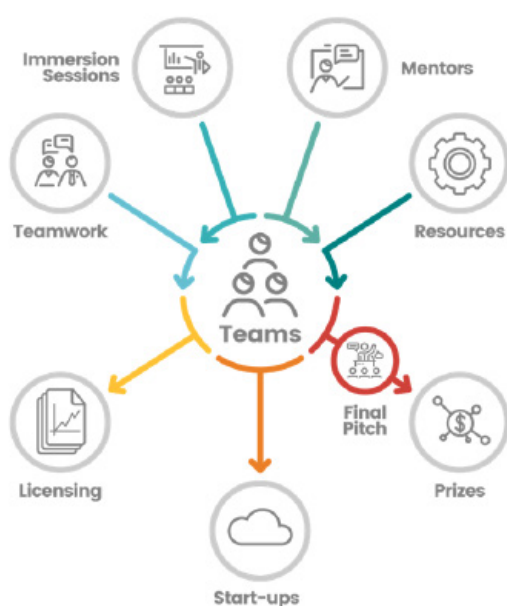 Immersion
Sessions
Mentors
Teamwork
Resources
Teams
Final
Pitch
Licensing
$
Prizes
Start-ups